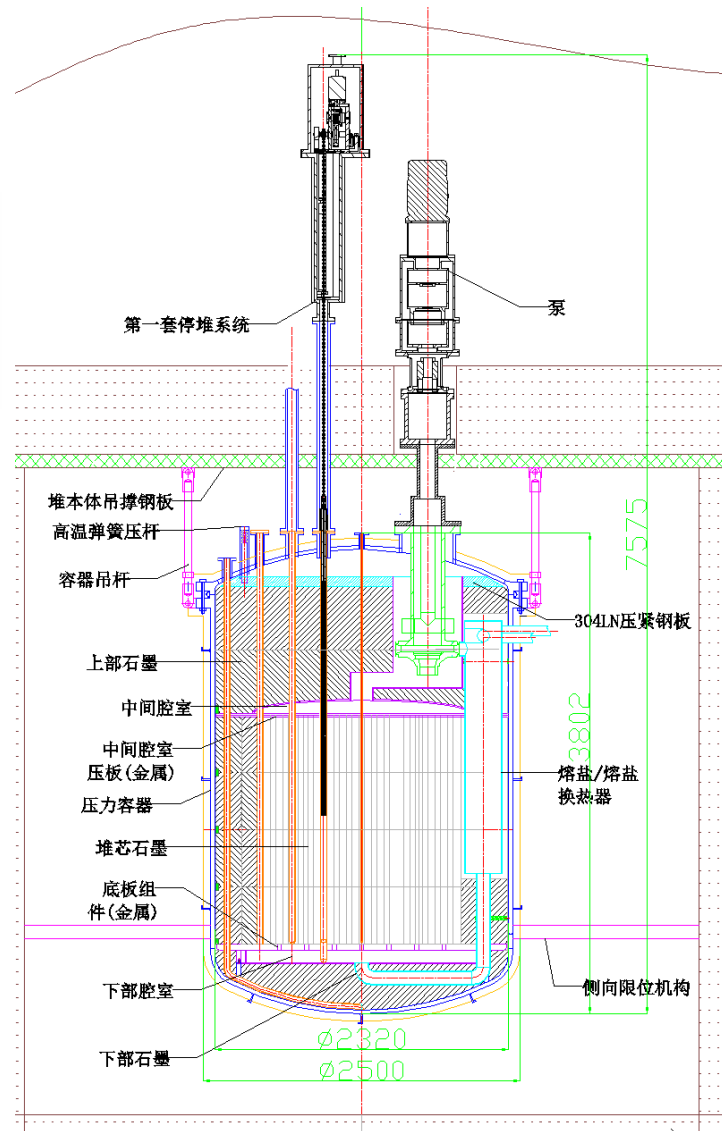 第一套停堆系统
泵
堆本体吊撑钢板
高温弹簧压杆
容器吊杆
7575
304LN压紧钢板
上部石墨
中间腔室
3802
中间腔室
压板(金属)
压力容器
熔盐/熔盐
换热器
堆芯石墨
底板组
件(金属)
下部腔室
侧向限位机构
下部石墨
Ø2320
Ø2500